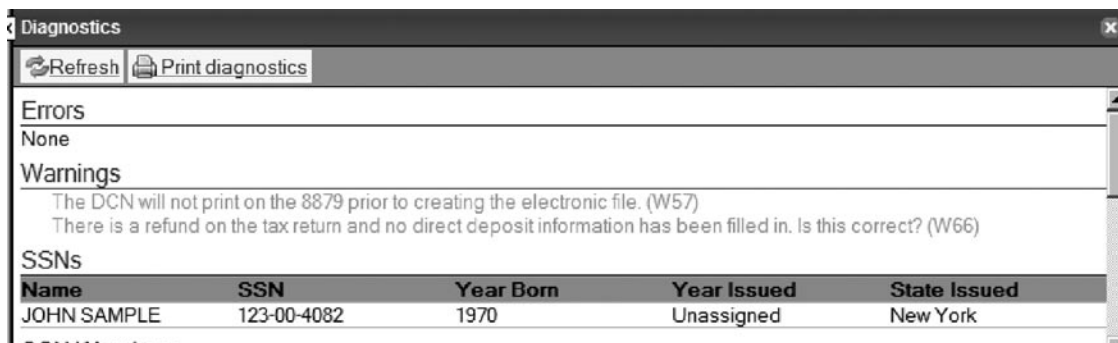 Diagnostics
Refresh Print diagnostics
Errors
None
Warnings
The DCN will not print on the 8879 prior to creating the electronic file. (W57)
There is a refund on the tax return and no direct deposit information has been filled in. Is this correct? (W66)
SSNs
Name SSN Year Born Year Issued State Issued
JOHN SAMPLE 123-00-4082 1970 Unassigned New York